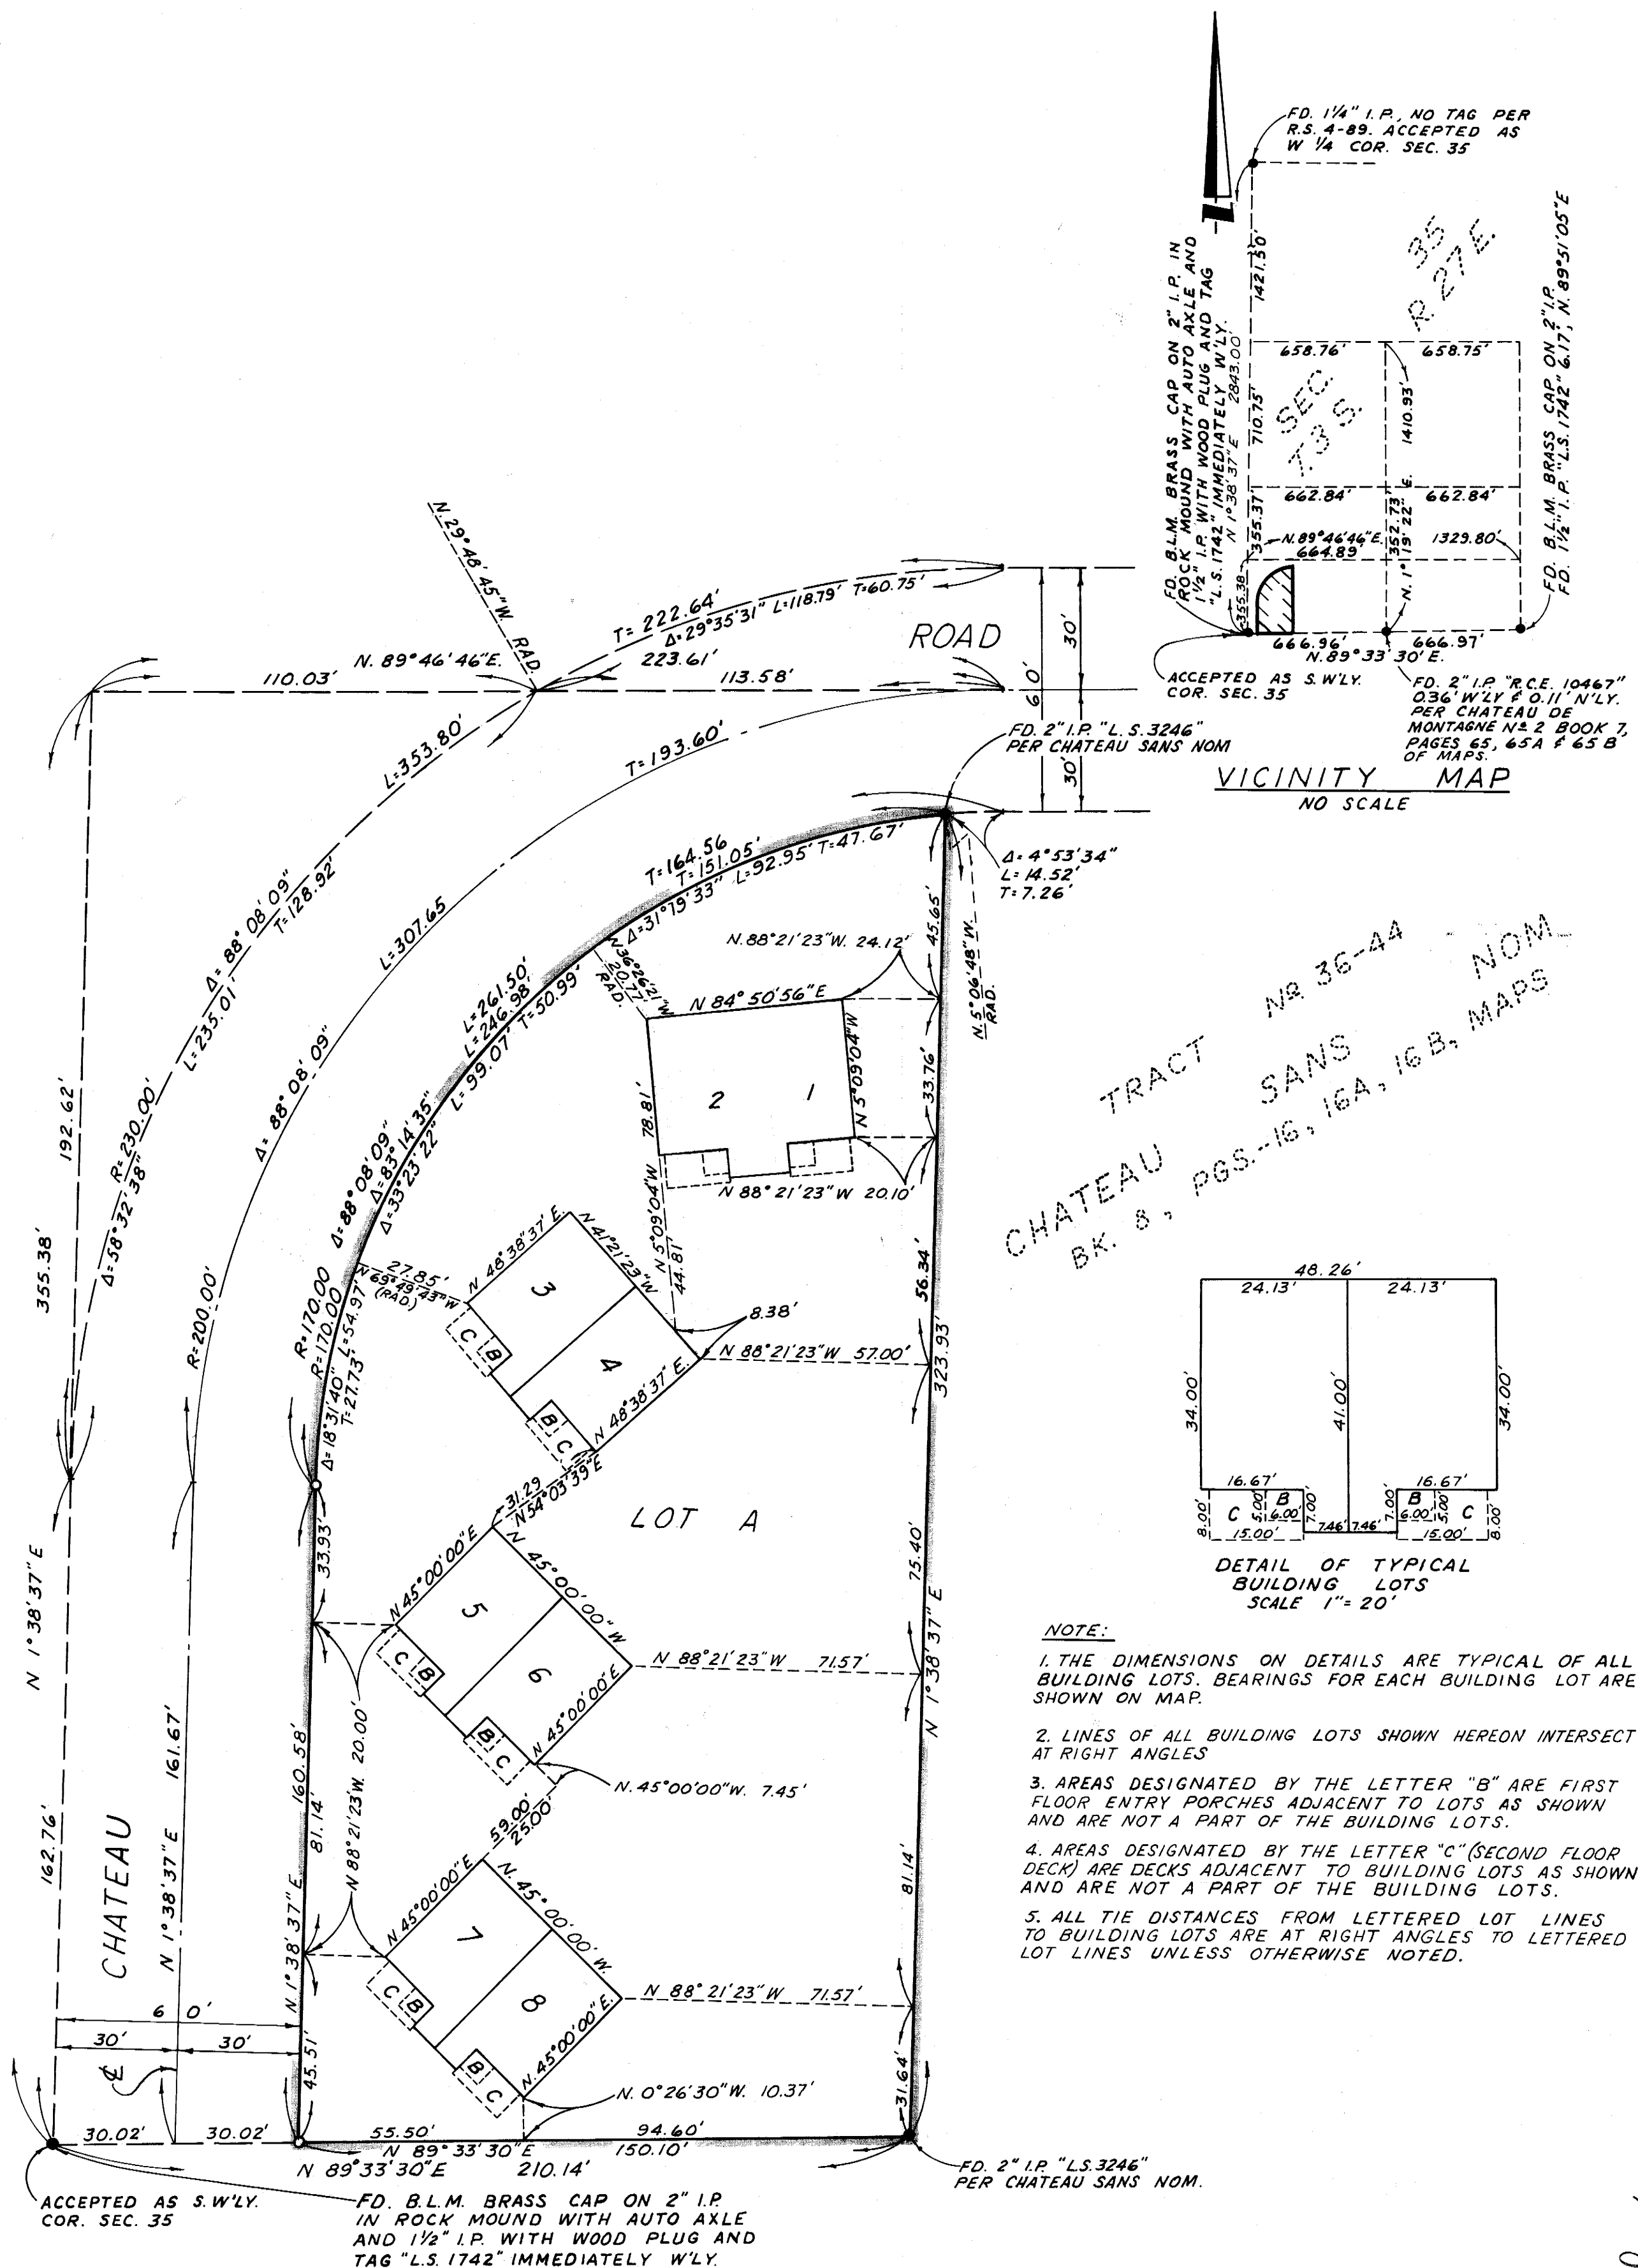 FD. 1¼" I.P., NO TAG PER
R.S. 4-89. ACCEPTED AS
W ¼ COR. SEC. 35
FD. B.L.M. BRASS CAP ON 2" I.P. IN
ROCK MOUND WITH AUTO AXLE AND
1½" I.P. WITH WOOD PLUG AND TAG
"L.S. 1742" IMMEDIATELY W'LY.
N 1°38'37"E 2843.00'
1421.50'
35
R. 27 E.
658.76'
658.75'
710.75'
SEC.
T. 3 S.
1410.93'
662.84'
662.84'
355.37'
352.73'
N. 1° 19' 22" E.
N. 89°46'46"E.
1329.80'
664.89'
355.38
666.96'
666.97'
N. 89°33'30"E.
FD. B.L.M. BRASS CAP ON 2" I.P.
FD. 1½" I.P. "L.S. 1742" 6.17', N. 89°51'05"E
ACCEPTED AS S. W'LY.
COR. SEC. 35
FD. 2" I.P. "R.C.E. 10467"
0.36' W'LY & 0.11' N'LY.
PER CHATEAU DE
MONTAGNE Nº 2 BOOK 7,
PAGES 65, 65A & 65 B
OF MAPS.
VICINITY MAP
NO SCALE
N. 29° 48' 45" W. RAD.
T= 222.64'
Δ=29°35'31" L=118.79' T=60.75'
ROAD
N. 89°46'46"E.
223.61'
110.03'
113.58'
60'
30'
30'
FD. 2" I.P. "L.S. 3246"
PER CHATEAU SANS NOM
L=353.80'
T=193.60'
Δ= 88° 08' 09"
T=128.92'
L=235.01'
L=307.65
T=164.56
T=151.05'
Δ=31°79'33" L=92.95' T=47.67'
Δ= 4°53'34"
L= 14.52'
T= 7.26'
N. 5°06'48"W.
RAD.
45.65'
N. 88°21'23"W. 24.12'
N 36°26'21"W
20.77'
RAD.
N 84° 50' 56"E
L=261.50'
L=246.98'
L= 99.07' T=50.99'
N 5°09'04"W
33.76'
2
1
78.81'
N 88° 21'23"W 20.10'
N 5°09'04"W
44.81'
TRACT Nº 36-44
CHATEAU SANS NOM
BK. 8, PGS.-16, 16A, 16 B, MAPS
192.62'
355.38'
R=230.00'
Δ=58° 32' 38"
Δ= 88° 08' 09"
R=200.00'
Δ= 88° 08' 09"
Δ= 83° 14' 35"
Δ=33°23'22"
27.85'
N 69°49'43"W
(RAD.)
R=170.00
R=170.00
L=54.97'
Δ=18°31'40"
T=27.73'
N 48°38'37"E.
N 41°21'23"W
3
4
C B
B C
8.38'
N 88°21'23"W 57.00'
56.34'
323.93'
N 48°38'37"E.
31.29
N 54°03'39"E
LOT A
33.93'
75.40'
N 1°38'37" E
N 45°00'00"E
N 45°00'00"W
5
6
C B
B C
N 88°21'23"W 71.57'
N 45°00'00"E
N. 45°00'00"W. 7.45'
N 1° 38' 37" E
162.76'
161.67'
N 1° 38'37"E
160.58'
81.14'
N. 1°38'37"E
N 88°21'23"W. 20.00'
59.00'
25.00'
81.14'
CHATEAU
N 45°00'00"E
N. 45°00'00" W.
7
8
C B
B C
N 88°21'23"W 71.57'
N. 45°00'00"E.
60'
30'
30'
45.51'
31.64'
N. 0°26'30"W. 10.37'
30.02'
30.02'
55.50'
94.60'
N 89°33'30"E
150.10'
N 89°33'30"E
210.14'
FD. 2" I.P. "L.S. 3246"
PER CHATEAU SANS NOM.
ACCEPTED AS S. W'LY.
COR. SEC. 35
FD. B.L.M. BRASS CAP ON 2" I.P.
IN ROCK MOUND WITH AUTO AXLE
AND 1½" I.P. WITH WOOD PLUG AND
TAG "L.S. 1742" IMMEDIATELY W'LY.
48.26'
24.13'
24.13'
34.00'
41.00'
34.00'
16.67'
16.67'
8.00'
C
5.00'
B
6.00'
7.00'
7.00'
B
6.00'
5.00'
C
8.00'
15.00'
7.46'
7.46'
15.00'
DETAIL OF TYPICAL
BUILDING LOTS
SCALE 1"= 20'
NOTE:
1. THE DIMENSIONS ON DETAILS ARE TYPICAL OF ALL
BUILDING LOTS. BEARINGS FOR EACH BUILDING LOT ARE
SHOWN ON MAP.
2. LINES OF ALL BUILDING LOTS SHOWN HEREON INTERSECT
AT RIGHT ANGLES
3. AREAS DESIGNATED BY THE LETTER "B" ARE FIRST
FLOOR ENTRY PORCHES ADJACENT TO LOTS AS SHOWN
AND ARE NOT A PART OF THE BUILDING LOTS.
4. AREAS DESIGNATED BY THE LETTER "C" (SECOND FLOOR
DECK) ARE DECKS ADJACENT TO BUILDING LOTS AS SHOWN
AND ARE NOT A PART OF THE BUILDING LOTS.
5. ALL TIE DISTANCES FROM LETTERED LOT LINES
TO BUILDING LOTS ARE AT RIGHT ANGLES TO LETTERED
LOT LINES UNLESS OTHERWISE NOTED.